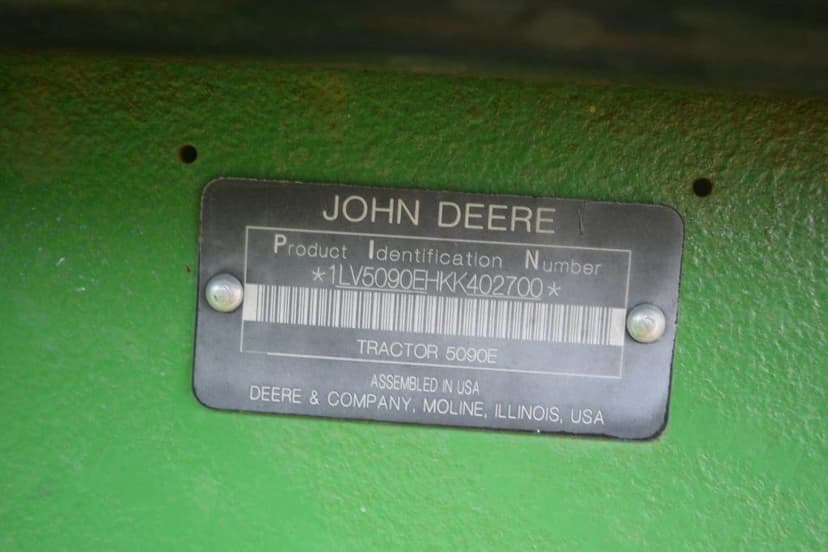 JOHN DEERE
Product Identification Number
*1LV5090EHKK402700*
TRACTOR 5090E
ASSEMBLED IN USA
DEERE & COMPANY, MOLINE, ILLINOIS, USA